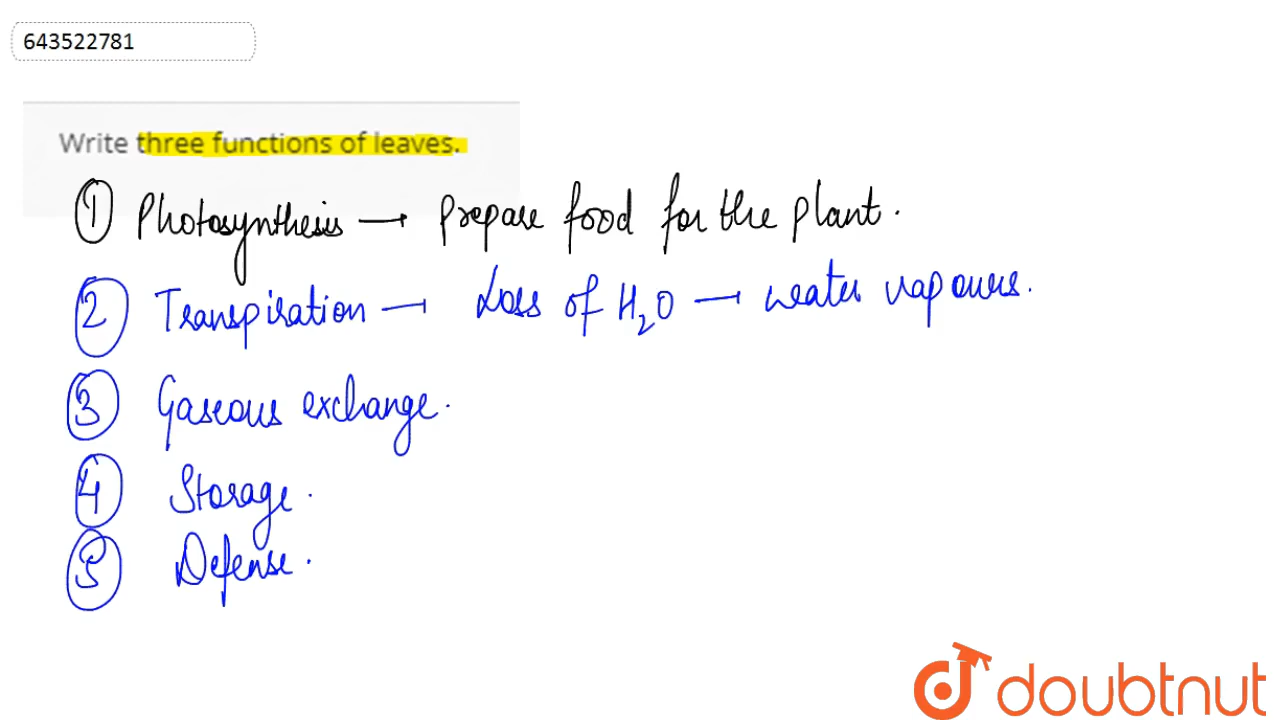 643522781
Write three functions of leaves.
① Photosynthesis → Prepare food for the plant.
② Transpiration → Loss of H₂O → water vapours.
③ Gaseous exchange.
④ Storage.
⑤ Defense.
doubtnut